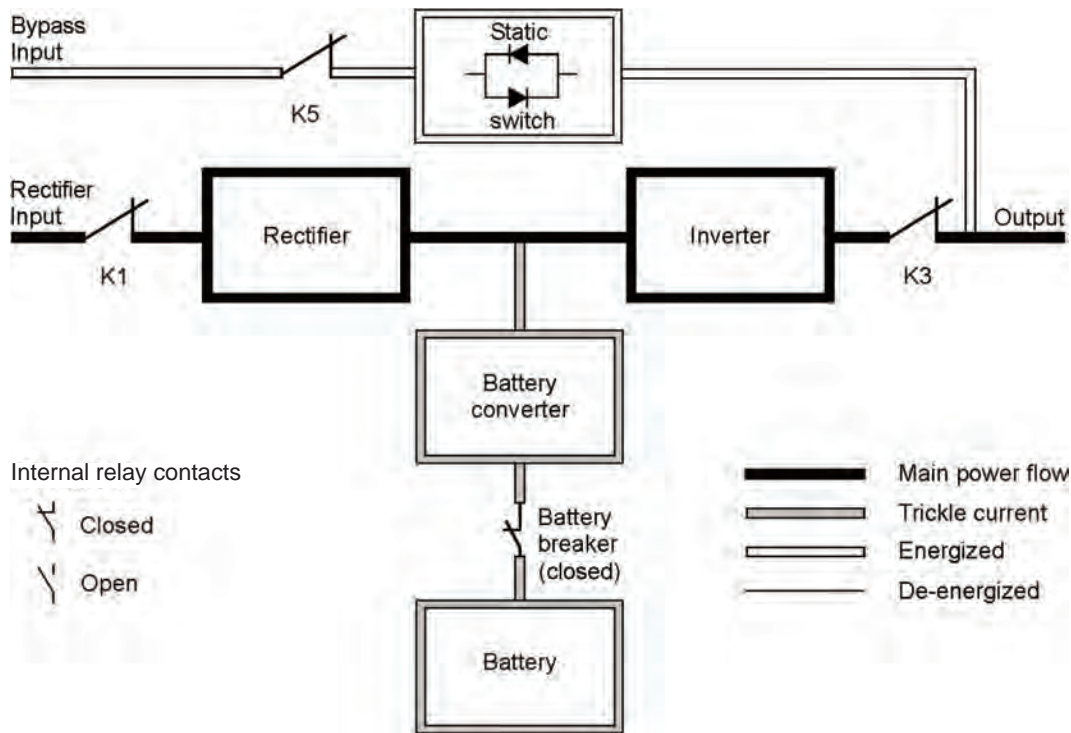 Bypass
Input
K5
Static
switch
Rectifier
Input
K1
Rectifier
Inverter
K3
Output
Battery
converter
Internal relay contacts
Closed
Open
Battery
breaker
(closed)
Battery
Main power flow
Trickle current
Energized
De-energized